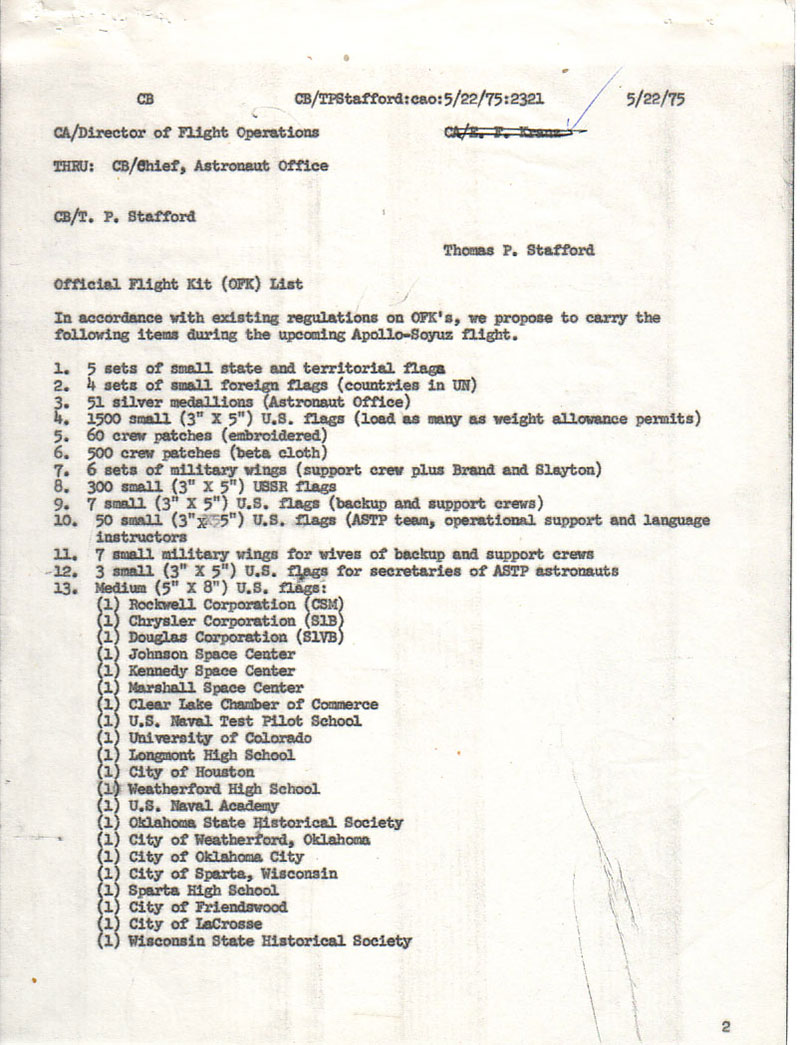 CB CB/TPStafford:cao:5/22/75:2321 5/22/75
CA/Director of Flight Operations CA/E. F. Kranz
THRU: CB/Chief, Astronaut Office
CB/T. P. Stafford
Thomas P. Stafford
Official Flight Kit (OFK) List
In accordance with existing regulations on OFK's, we propose to carry the
following items during the upcoming Apollo-Soyuz flight.
1. 5 sets of small state and territorial flags
2. 4 sets of small foreign flags (countries in UN)
3. 51 silver medallions (Astronaut Office)
4. 1500 small (3" X 5") U.S. flags (load as many as weight allowance permits)
5. 60 crew patches (embroidered)
6. 500 crew patches (beta cloth)
7. 6 sets of military wings (support crew plus Brand and Slayton)
8. 300 small (3" X 5") USSR flags
9. 7 small (3" X 5") U.S. flags (backup and support crews)
10. 50 small (3"x 5") U.S. flags (ASTP team, operational support and language
instructors
11. 7 small military wings for wives of backup and support crews
-12. 3 small (3" X 5") U.S. flags for secretaries of ASTP astronauts
13. Medium (5" X 8") U.S. flags:
(1) Rockwell Corporation (CSM)
(1) Chrysler Corporation (S1B)
(1) Douglas Corporation (S1VB)
(1) Johnson Space Center
(1) Kennedy Space Center
(1) Marshall Space Center
(1) Clear Lake Chamber of Commerce
(1) U.S. Naval Test Pilot School
(1) University of Colorado
(1) Longmont High School
(1) City of Houston
(1) Weatherford High School
(1) U.S. Naval Academy
(1) Oklahoma State Historical Society
(1) City of Weatherford, Oklahoma
(1) City of Oklahoma City
(1) City of Sparta, Wisconsin
(1) Sparta High School
(1) City of Friendswood
(1) City of LaCrosse
(1) Wisconsin State Historical Society
2